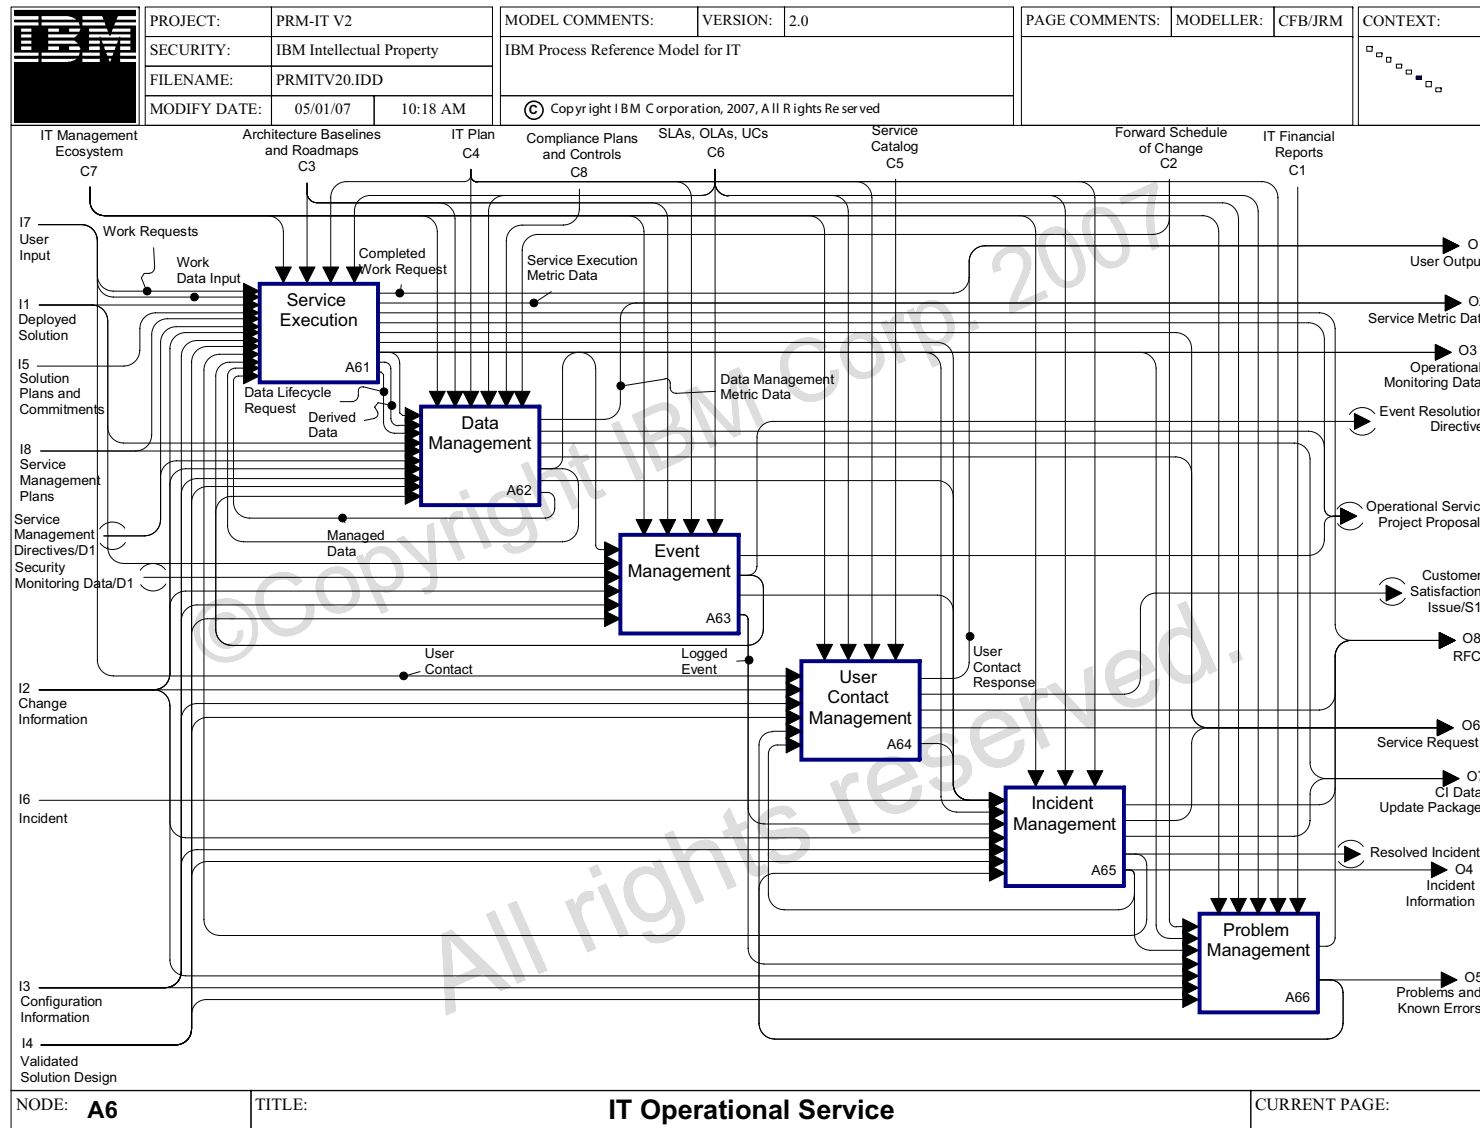 IBM
PROJECT: PRM-IT V2
SECURITY: IBM Intellectual Property
FILENAME: PRMITV20.IDD
MODIFY DATE: 05/01/07 10:18 AM
MODEL COMMENTS: VERSION: 2.0
IBM Process Reference Model for IT
© Copyright IBM Corporation, 2007, All Rights Reserved
PAGE COMMENTS: MODELLER: CFB/JRM
CONTEXT:
IT Management
Ecosystem
C7
Architecture Baselines
and Roadmaps
C3
IT Plan
C4
Compliance Plans
and Controls
C8
SLAs, OLAs, UCs
C6
Service
Catalog
C5
Forward Schedule
of Change
C2
IT Financial
Reports
C1
I7
User
Input
Work Requests
Work
Data Input
Completed
Work Request
Service Execution
Metric Data
I1
Deployed
Solution
I5
Solution
Plans and
Commitments
I8
Service
Management
Plans
Service
Management
Directives/D1
Security
Monitoring Data/D1
I2
Change
Information
I6
Incident
I3
Configuration
Information
I4
Validated
Solution Design
Service
Execution
A61
Data Lifecycle
Request
Derived
Data
Data Management
Metric Data
Data
Management
A62
Managed
Data
Event
Management
A63
User
Contact
Logged
Event
User
Contact
Management
A64
User
Contact
Response
Incident
Management
A65
Problem
Management
A66
O
User Outpu
O
Service Metric Dat
O3
Operational
Monitoring Data
Event Resolution
Directive
Operational Servic
Project Proposal
Customer
Satisfaction
Issue/S1
O8
RFC
O6
Service Request
O7
CI Data
Update Package
Resolved Incident
O4
Incident
Information
O5
Problems and
Known Errors
©Copyright IBM Corp. 2007
All rights reserved.
NODE: A6
TITLE: IT Operational Service
CURRENT PAGE: